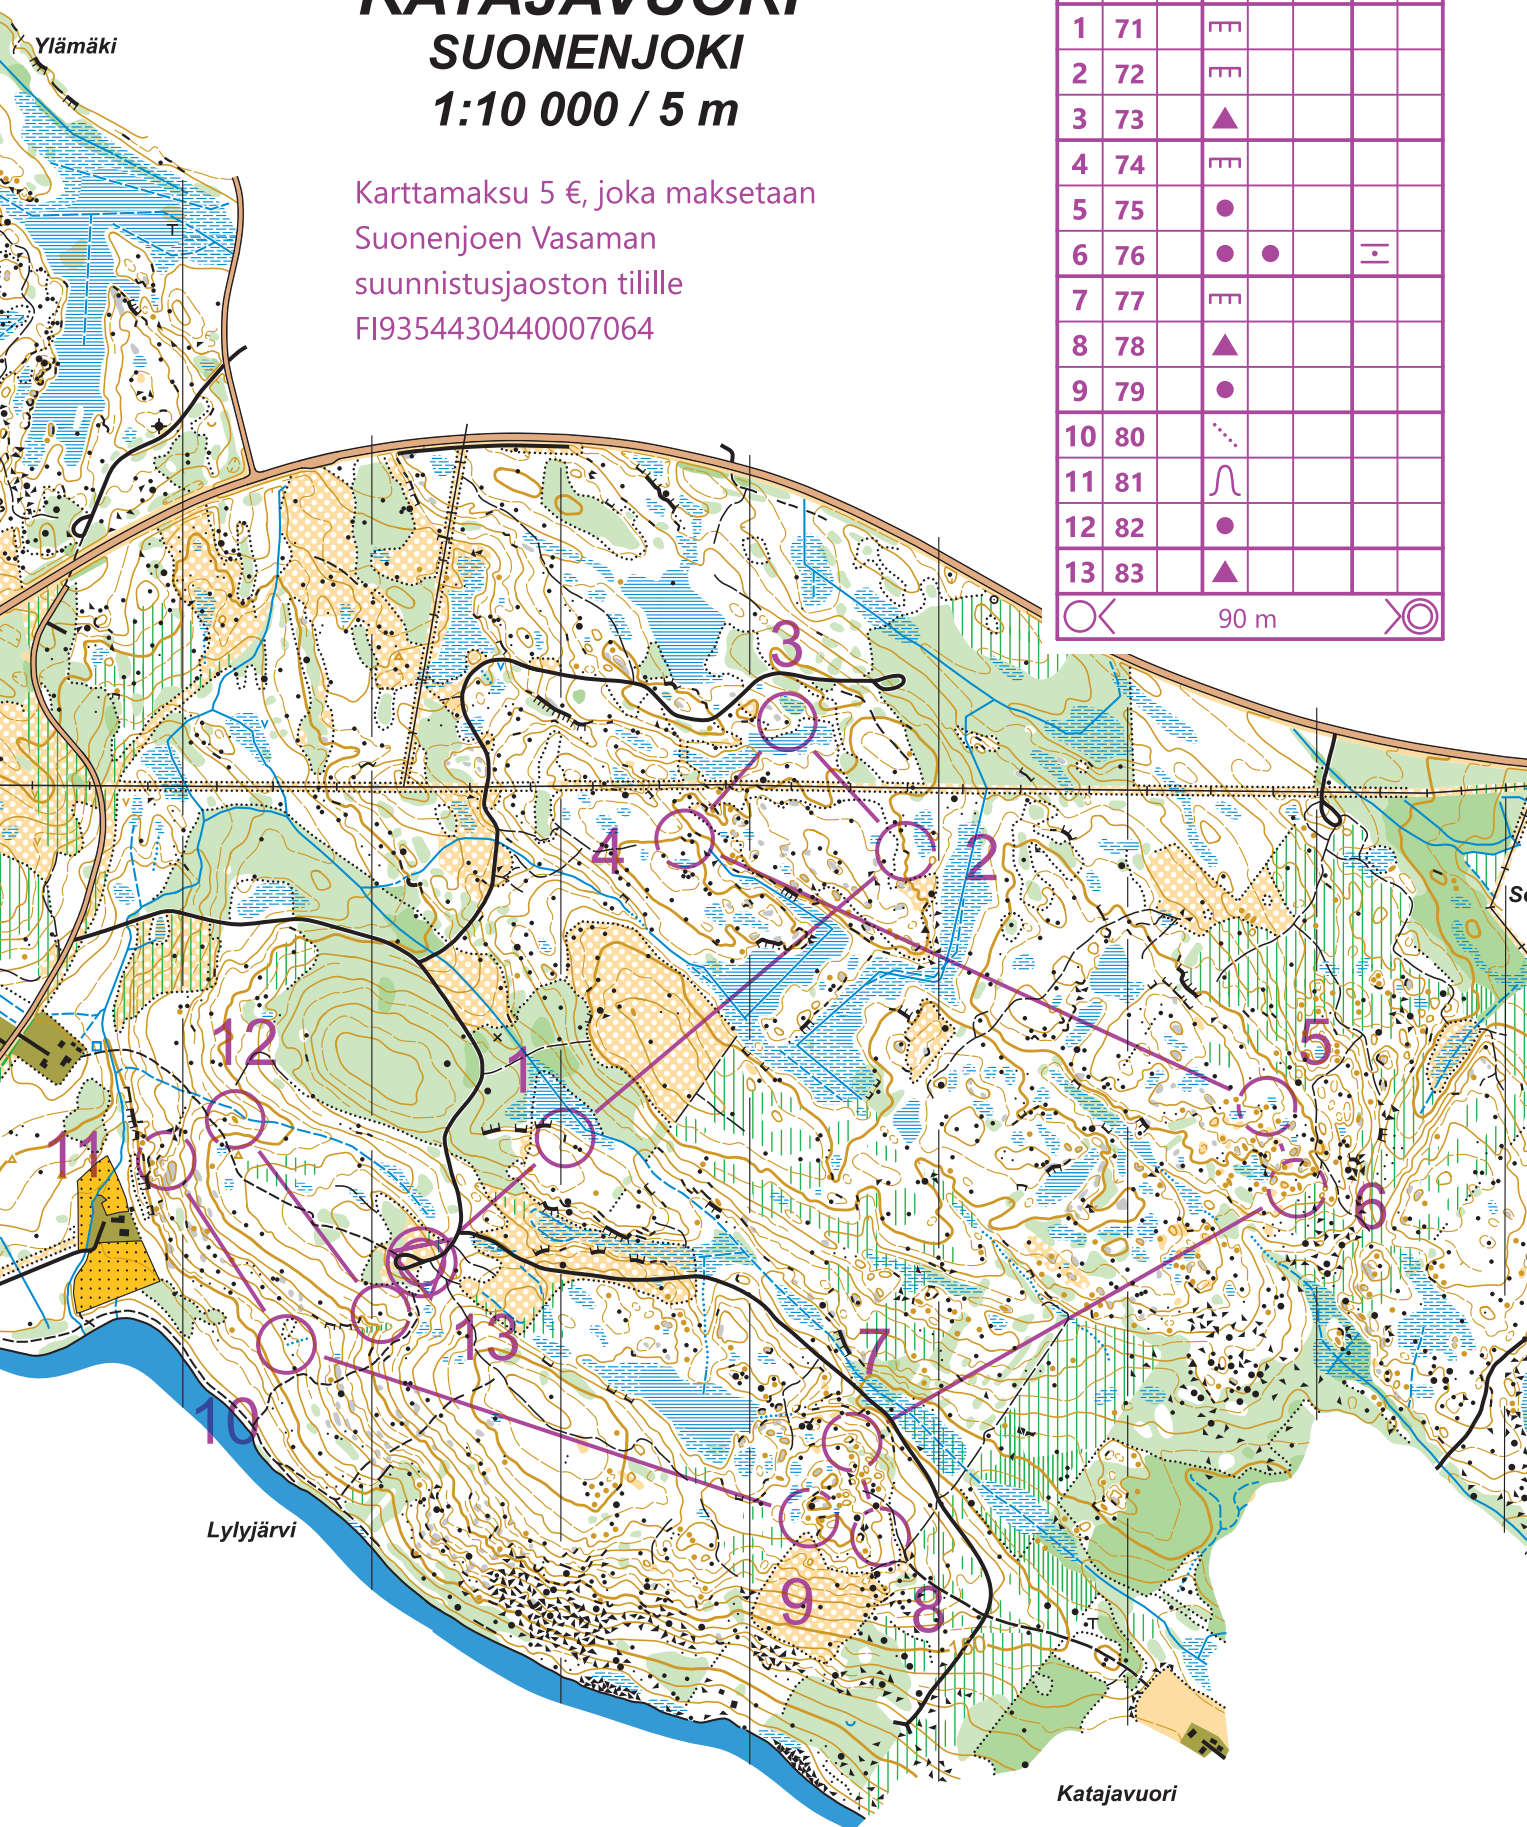 Ylämäki
KATAJAVUORI
SUONENJOKI
1:10 000 / 5 m
Karttamaksu 5 €, joka maksetaan
Suonenjoen Vasaman
suunnistusjaoston tilille
FI9354430440007064
1 71
2 72
3 73
4 74
5 75
6 76
7 77
8 78
9 79
10 80
11 81
12 82
13 83
90 m
3
4
2
5
12
1
11
6
13
7
10
9
8
150
Lylyjärvi
Katajavuori